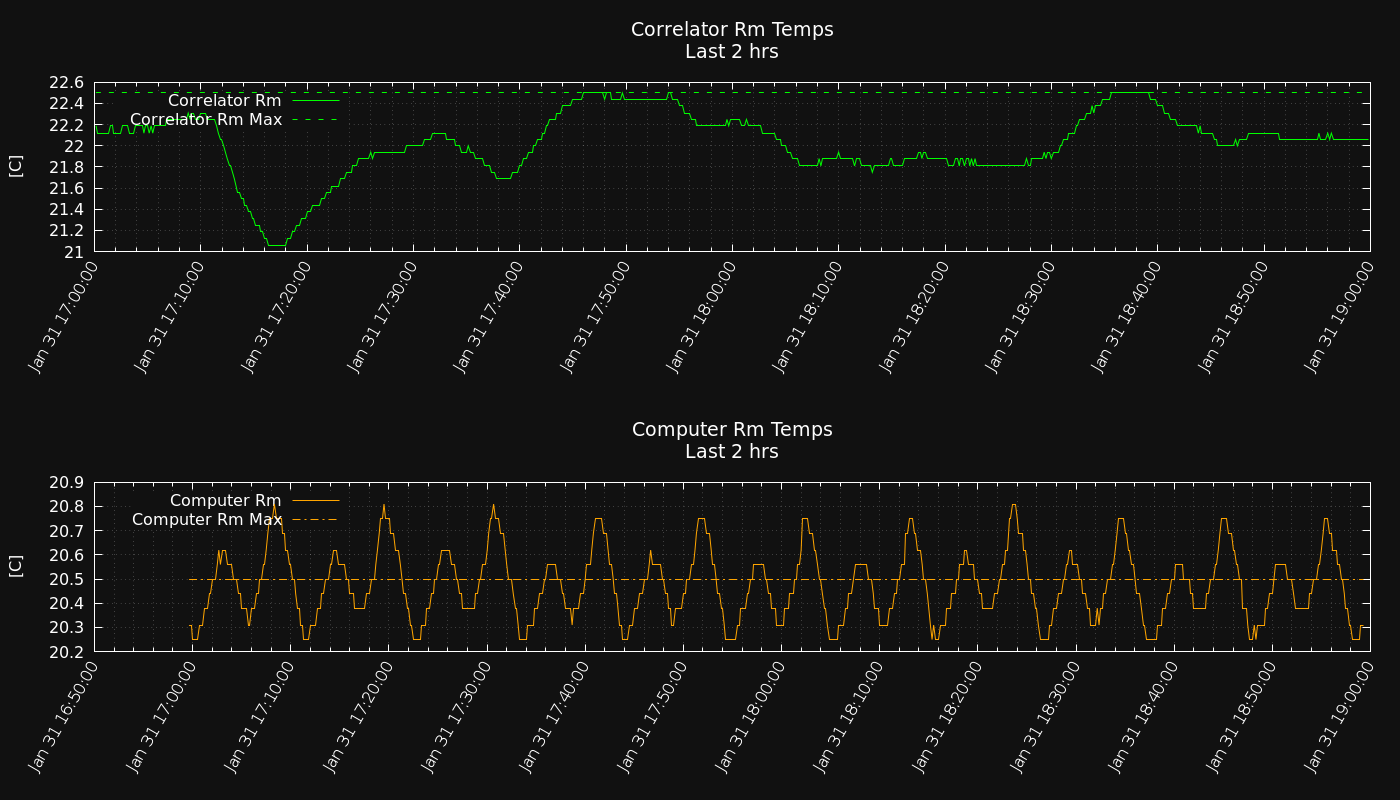 Correlator Rm Temps
Last 2 hrs
22.6
22.4
22.2
22
21.8
21.6
21.4
21.2
21
[C]
Correlator Rm
Correlator Rm Max
Jan 31 17:00:00
Jan 31 17:10:00
Jan 31 17:20:00
Jan 31 17:30:00
Jan 31 17:40:00
Jan 31 17:50:00
Jan 31 18:00:00
Jan 31 18:10:00
Jan 31 18:20:00
Jan 31 18:30:00
Jan 31 18:40:00
Jan 31 18:50:00
Jan 31 19:00:00
Computer Rm Temps
Last 2 hrs
20.9
20.8
20.7
20.6
20.5
20.4
20.3
20.2
[C]
Computer Rm
Computer Rm Max
Jan 31 16:50:00
Jan 31 17:00:00
Jan 31 17:10:00
Jan 31 17:20:00
Jan 31 17:30:00
Jan 31 17:40:00
Jan 31 17:50:00
Jan 31 18:00:00
Jan 31 18:10:00
Jan 31 18:20:00
Jan 31 18:30:00
Jan 31 18:40:00
Jan 31 18:50:00
Jan 31 19:00:00